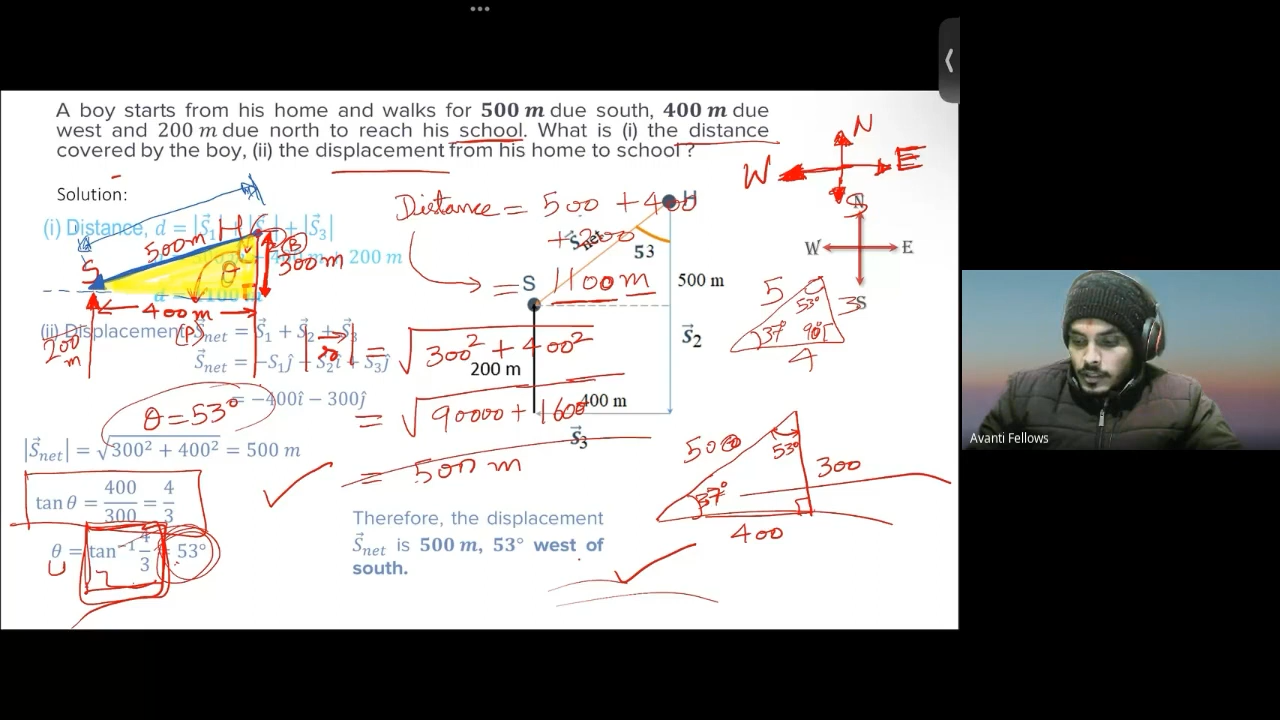 A boy starts from his home and walks for 500 m due south, 400 m due
west and 200 m due north to reach his school. What is (i) the distance
covered by the boy, (ii) the displacement from his home to school ?
N
W E
S
N
W E
S
Solution:
Distance = 500 + 400
+ 200
= 1100 m
(i) Distance, d = |S⃗₁| + |S⃗₃|
200 m
S
500m
H
θ
(B)
300m
400m
(P)
200
m
H
S⃗net
53
S
500 m
S⃗₂
200 m
400 m
S⃗₃
5
53°
3
37°
90°
4
(ii) Displacement, S⃗net = S⃗₁ + S⃗₂ + S⃗₃
S⃗net = −S₁ĵ − S₂î + S₃ĵ
= −400î − 300ĵ
= √300² + 400²
= √90000 + 1600
= 500 m
θ = 53°
|S⃗net| = √300² + 400² = 500 m
tan θ = 400/300 = 4/3
θ = tan⁻¹ 4/3 = 53°
500
53°
300
37°
400
Therefore, the displacement
S⃗net is 500 m, 53° west of
south.
Avanti Fellows